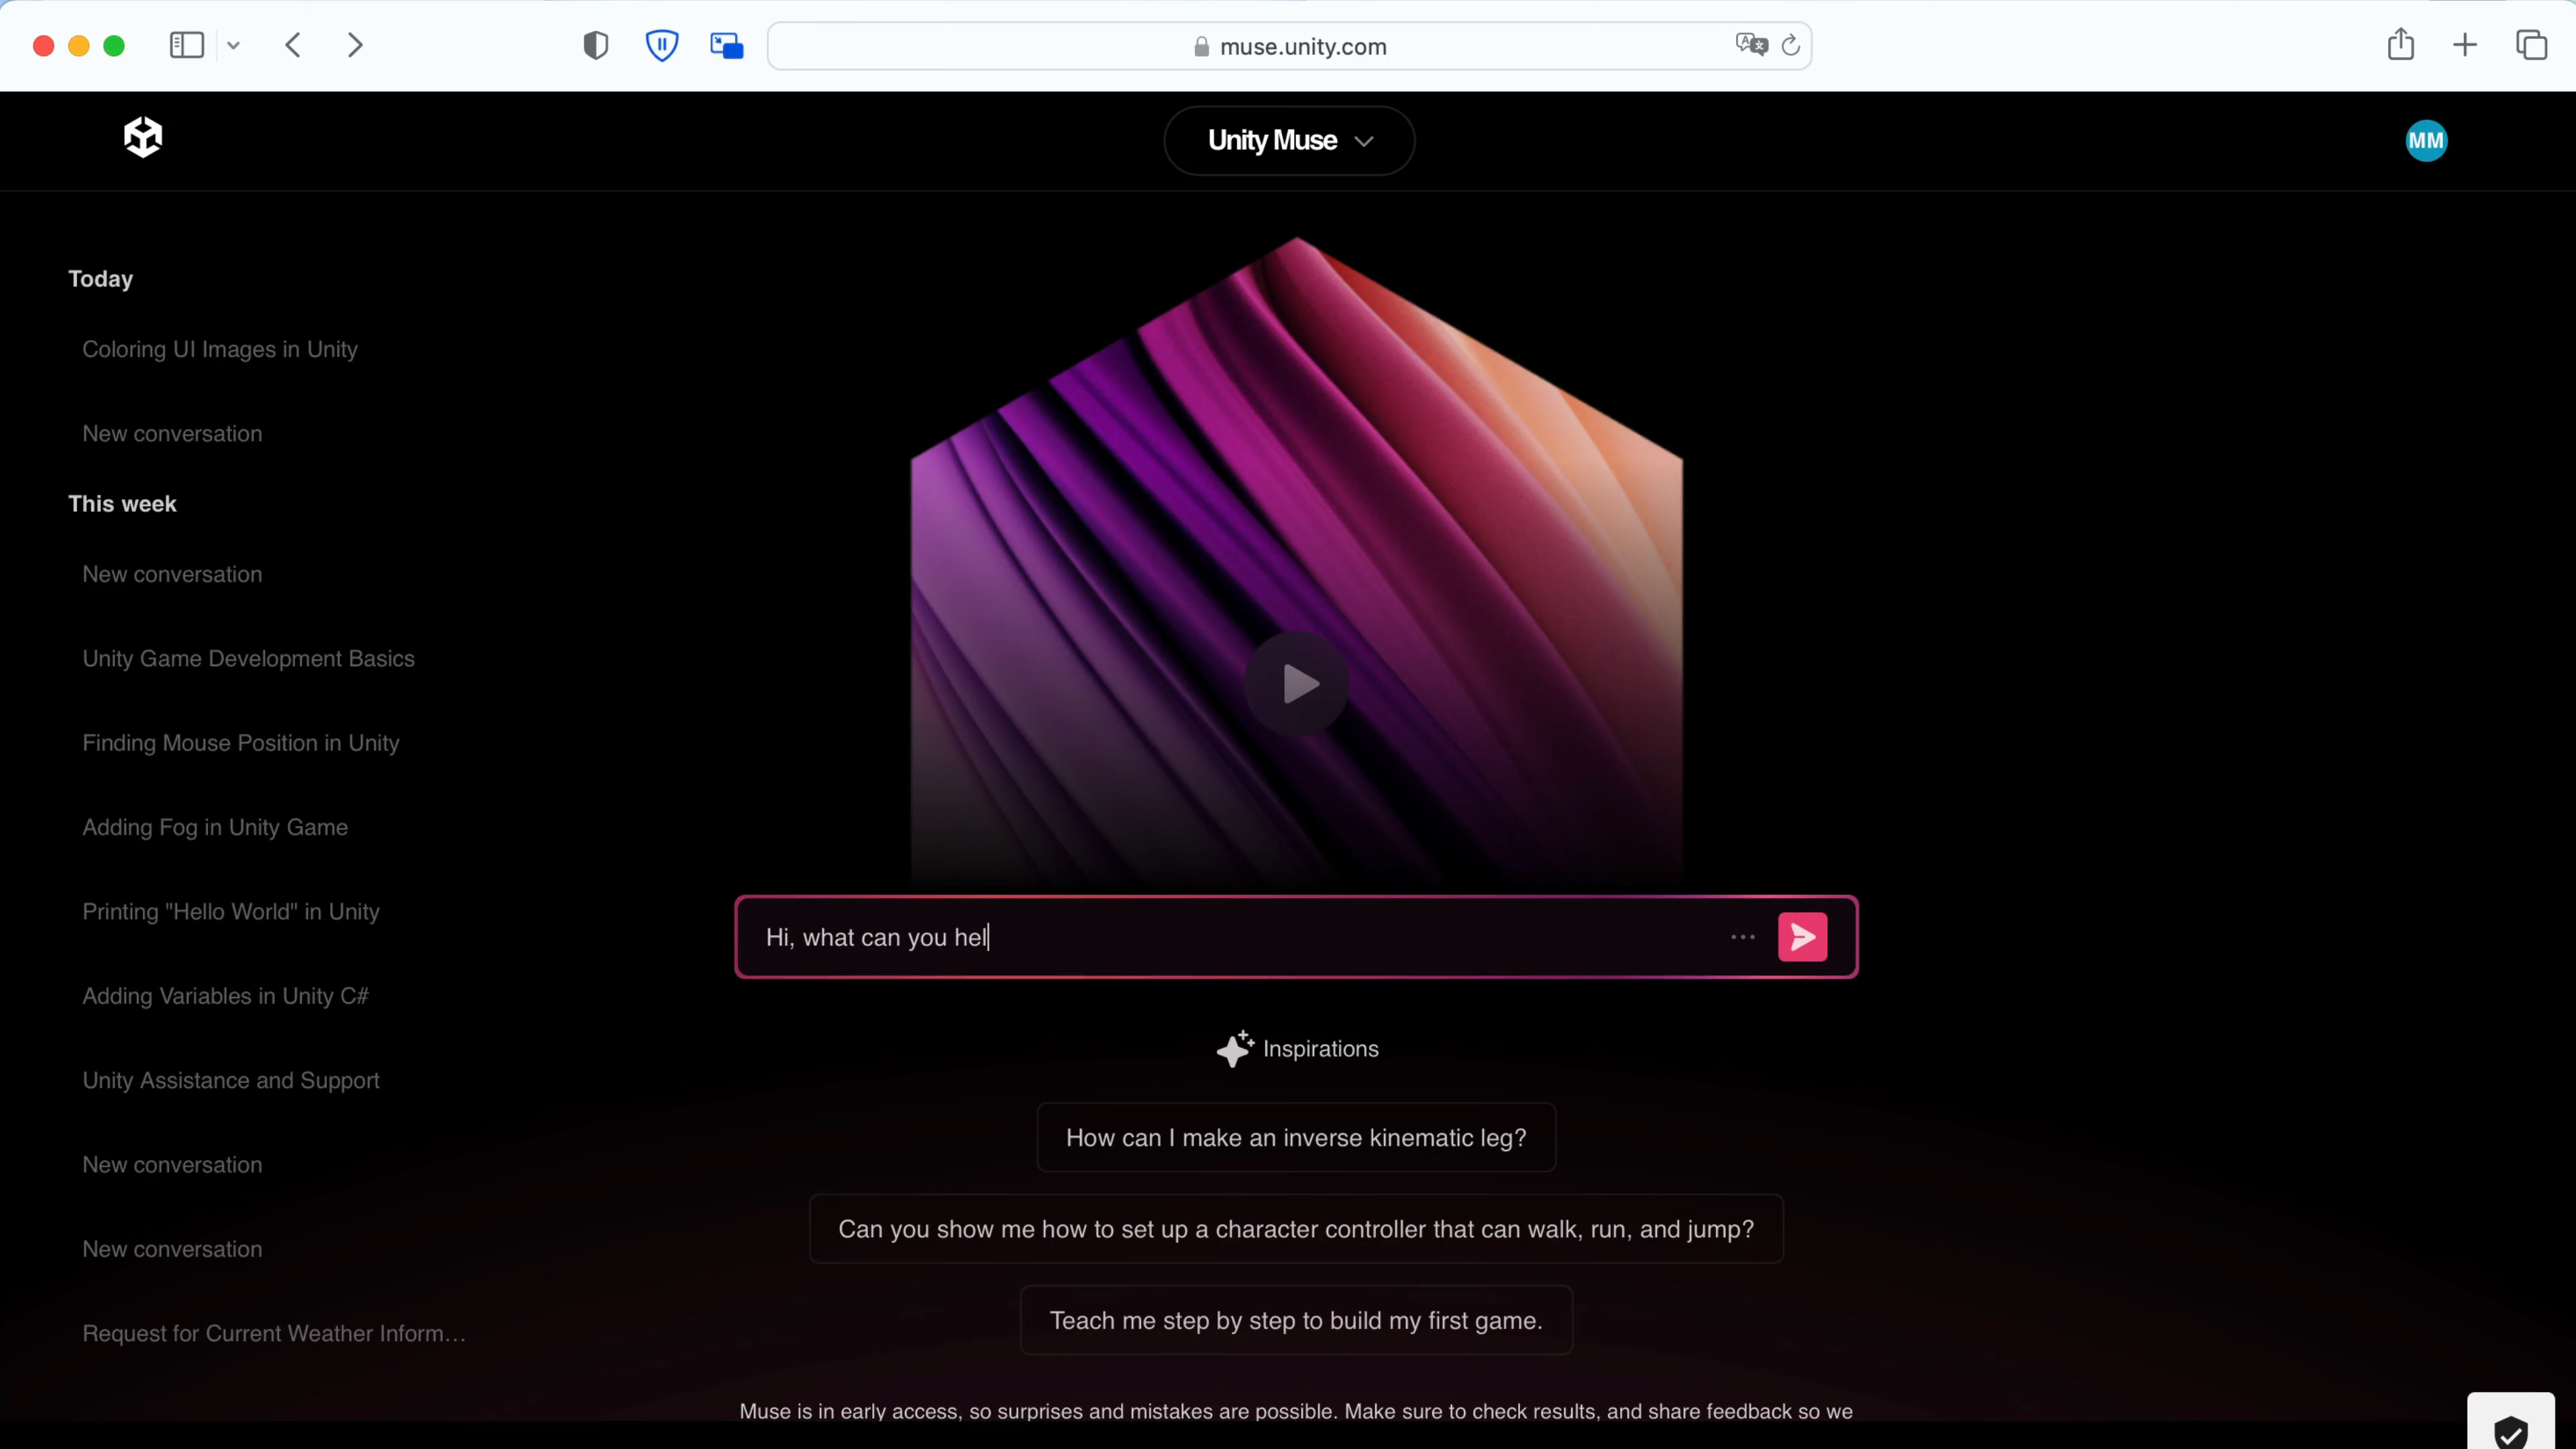 muse.unity.com
Unity Muse
MM
Today
Coloring UI Images in Unity
New conversation
This week
New conversation
Unity Game Development Basics
Finding Mouse Position in Unity
Adding Fog in Unity Game
Printing "Hello World" in Unity
Adding Variables in Unity C#
Unity Assistance and Support
New conversation
New conversation
Request for Current Weather Inform…
Hi, what can you hel
Inspirations
How can I make an inverse kinematic leg?
Can you show me how to set up a character controller that can walk, run, and jump?
Teach me step by step to build my first game.
Muse is in early access, so surprises and mistakes are possible. Make sure to check results, and share feedback so we